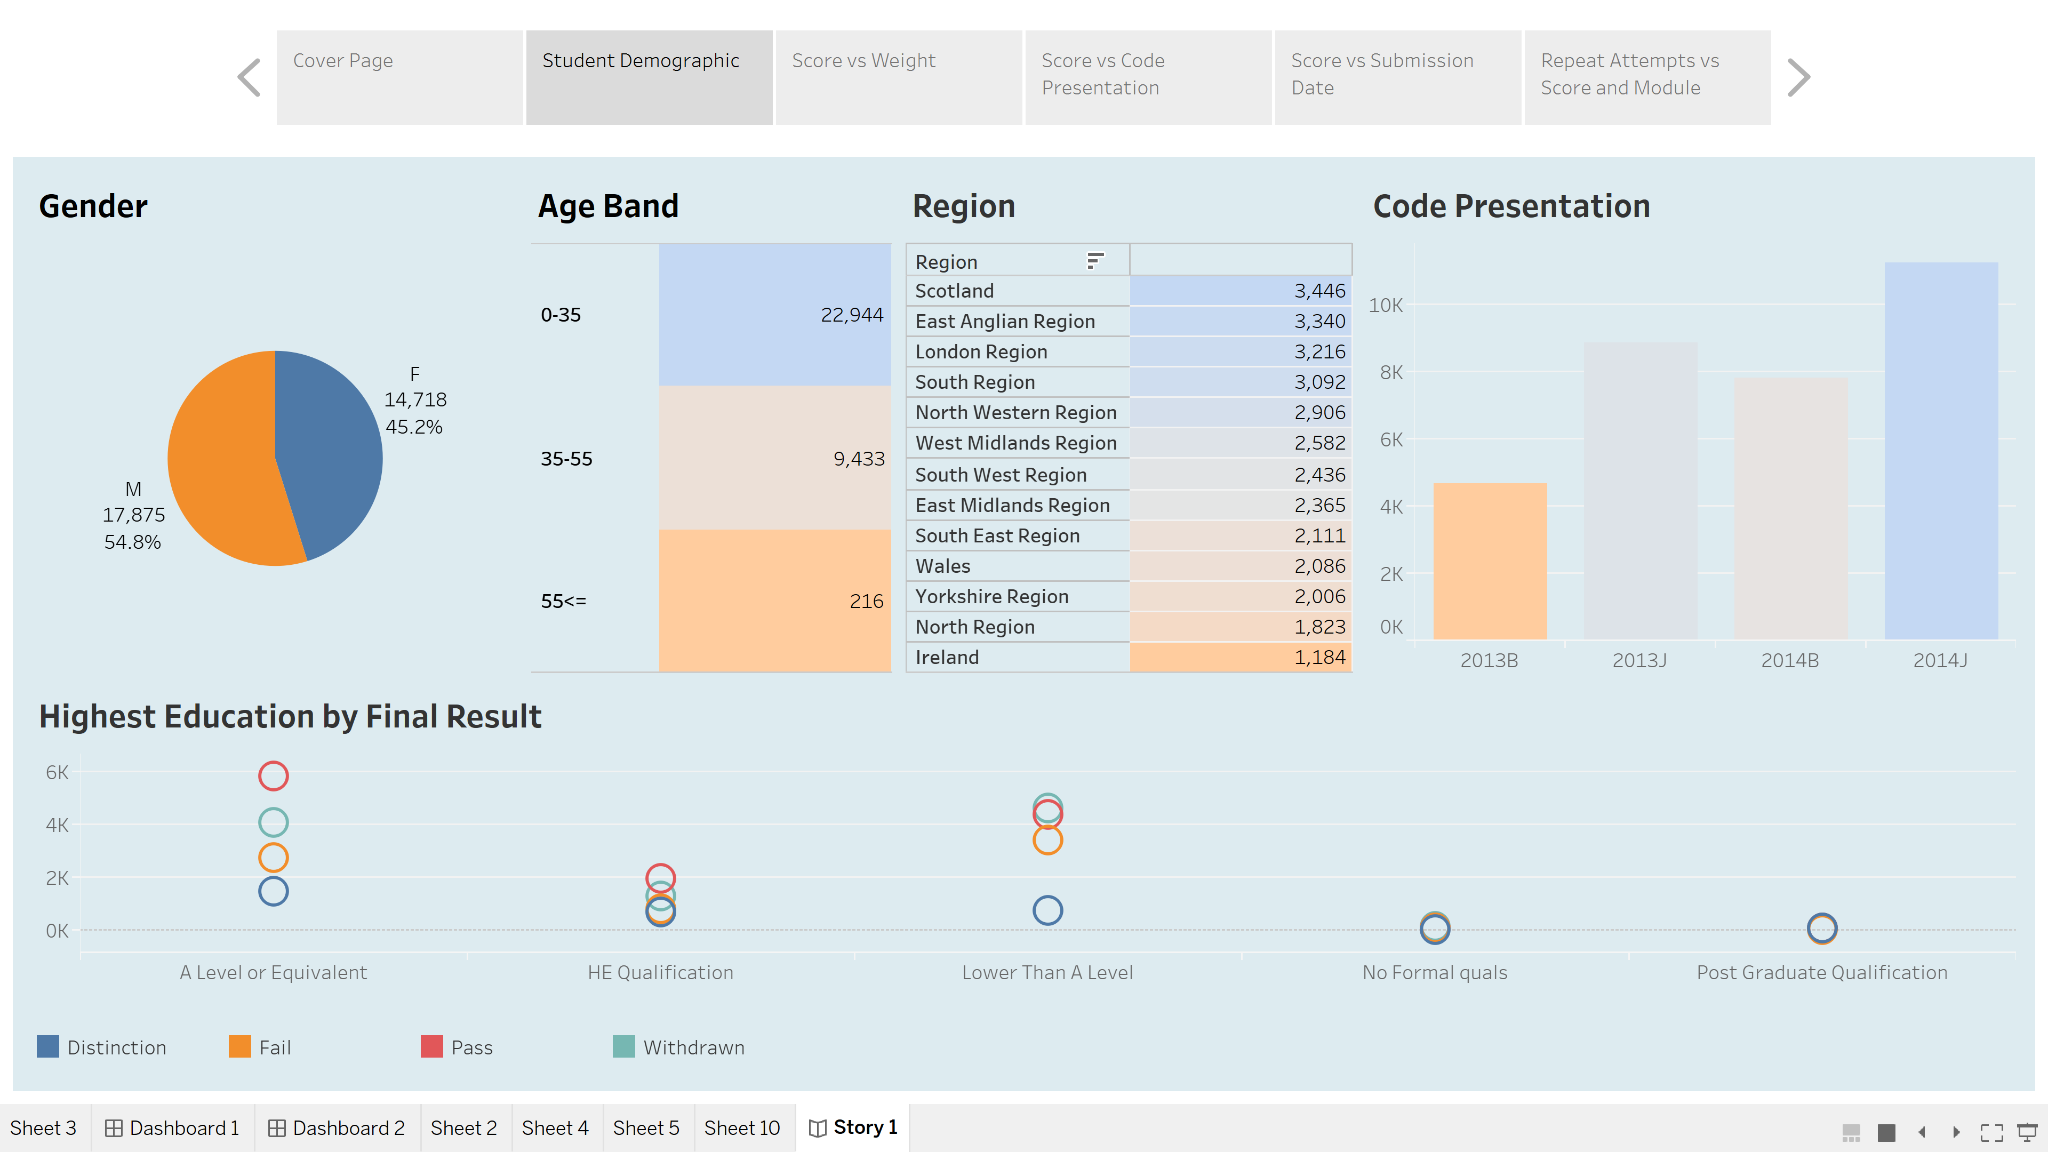 Cover Page
Student Demographic
Score vs Weight
Score vs Code
Presentation
Score vs Submission
Date
Repeat Attempts vs
Score and Module
Gender
F
14,718
45.2%
M
17,875
54.8%
Age Band
0-35
22,944
35-55
9,433
55<=
216
Region
Region
Scotland 3,446
East Anglian Region 3,340
London Region 3,216
South Region 3,092
North Western Region 2,906
West Midlands Region 2,582
South West Region 2,436
East Midlands Region 2,365
South East Region 2,111
Wales 2,086
Yorkshire Region 2,006
North Region 1,823
Ireland 1,184
Code Presentation
10K
8K
6K
4K
2K
0K
2013B 2013J 2014B 2014J
Highest Education by Final Result
6K
4K
2K
0K
A Level or Equivalent HE Qualification Lower Than A Level No Formal quals Post Graduate Qualification
Distinction Fail Pass Withdrawn
Sheet 3 Dashboard 1 Dashboard 2 Sheet 2 Sheet 4 Sheet 5 Sheet 10 Story 1